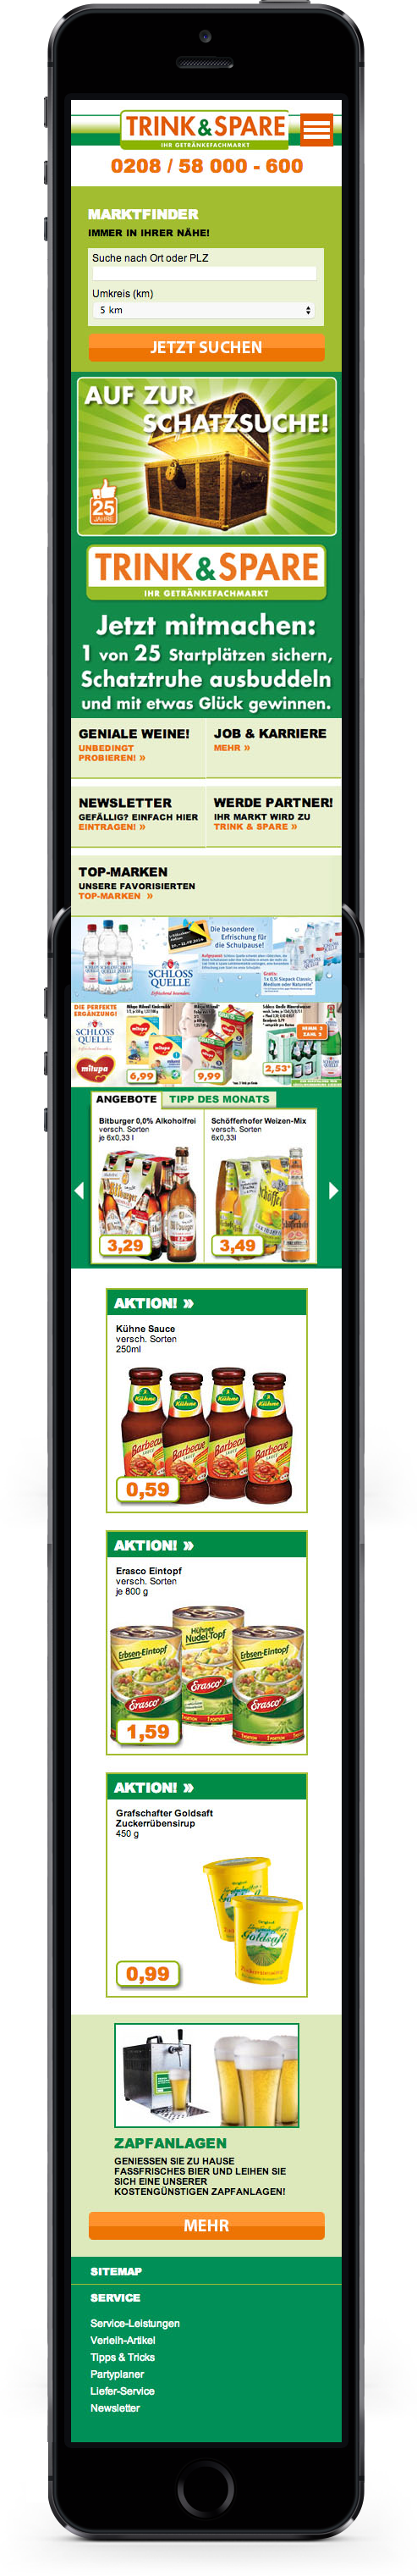 TRINK & SPARE
IHR GETRÄNKEFACHMARKT
0208 / 58 000 - 600
MARKTFINDER
IMMER IN IHRER NÄHE!
Suche nach Ort oder PLZ
Umkreis (km)
5 km
JETZT SUCHEN
AUF ZUR
SCHATZSUCHE!
25
JAHRE
TRINK & SPARE
IHR GETRÄNKEFACHMARKT
Jetzt mitmachen:
1 von 25 Startplätzen sichern,
Schatztruhe ausbuddeln
und mit etwas Glück gewinnen.
GENIALE WEINE!
UNBEDINGT
PROBIEREN! »
JOB & KARRIERE
MEHR »
NEWSLETTER
GEFÄLLIG? EINFACH HIER
EINTRAGEN! »
WERDE PARTNER!
IHR MARKT WIRD ZU
TRINK & SPARE »
TOP-MARKEN
UNSERE FAVORISIERTEN
TOP-MARKEN »
Die besondere
Erfrischung für
die Schulpause!
SCHLOSS
QUELLE
Gratis:
DIE PERFEKTE
ERGÄNZUNG!
SCHLOSS
QUELLE
milupa
6,99
9,99
2,53*
NIMM 3
ZAHL 2
ANGEBOTE
TIPP DES MONATS
Bitburger 0,0% Alkoholfrei
versch. Sorten
je 6x0,33 l
3,29
Schöfferhofer Weizen-Mix
versch. Sorten
6x0,33l
3,49
AKTION! »
Kühne Sauce
versch. Sorten
250ml
Kühne
Barbecue
0,59
AKTION! »
Erasco Eintopf
versch. Sorten
je 800 g
Erbsen-Eintopf
Hühner
Nudel-Topf
Erbsen-Eintopf
Erasco
1,59
AKTION! »
Grafschafter Goldsaft
Zuckerrübensirup
450 g
Goldsaft
0,99
ZAPFANLAGEN
GENIESSEN SIE ZU HAUSE
FASSFRISCHES BIER UND LEIHEN SIE
SICH EINE UNSERER
KOSTENGÜNSTIGEN ZAPFANLAGEN!
MEHR
SITEMAP
SERVICE
Service-Leistungen
Verleih-Artikel
Tipps & Tricks
Partyplaner
Liefer-Service
Newsletter